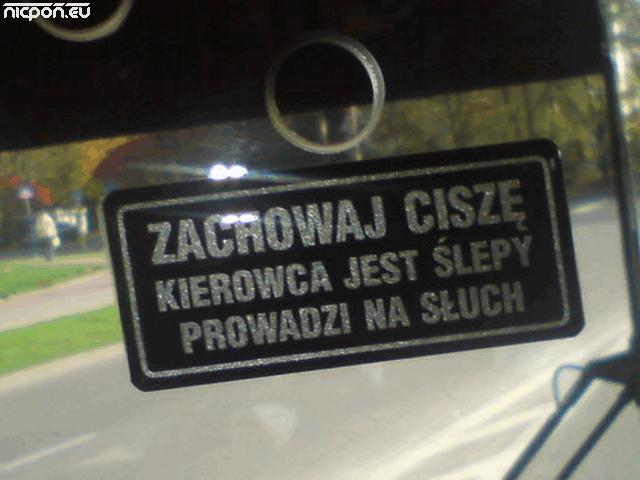 nicpon.eu
ZACHOWAJ CISZĘ
KIEROWCA JEST ŚLEPY
PROWADZI NA SŁUCH